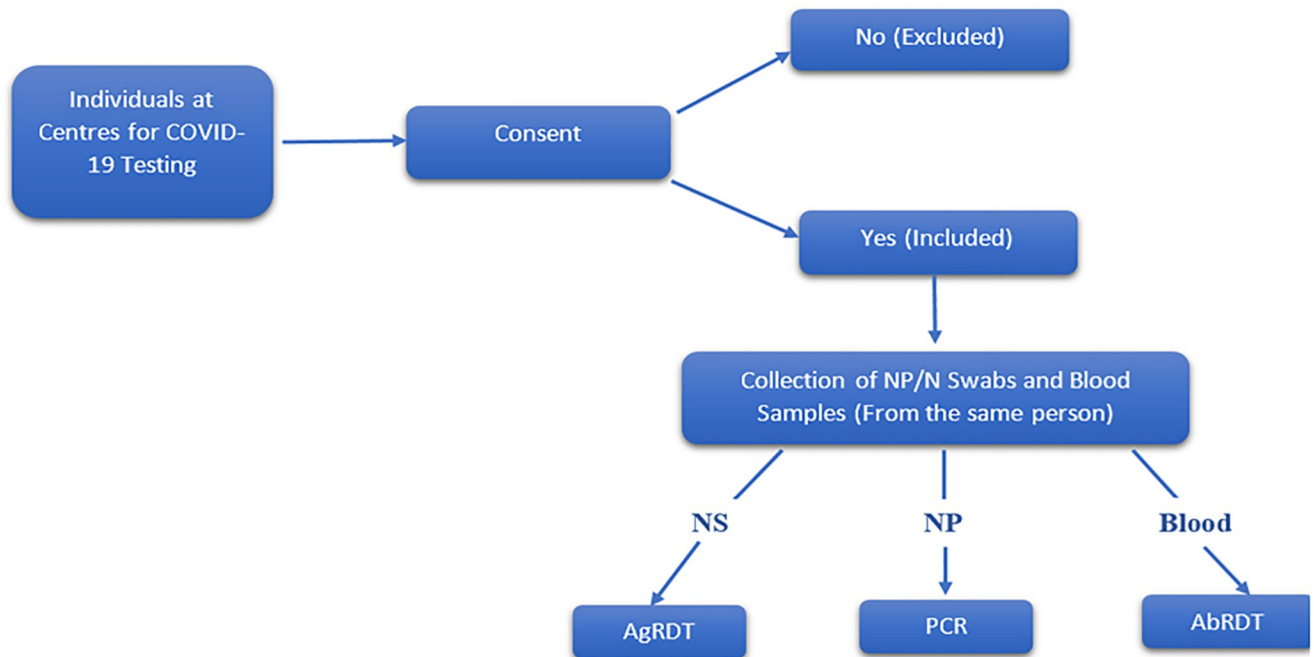 Individuals at
Centres for COVID-
19 Testing
Consent
No (Excluded)
Yes (Included)
Collection of NP/N Swabs and Blood
Samples (From the same person)
NS
NP
Blood
AgRDT
PCR
AbRDT